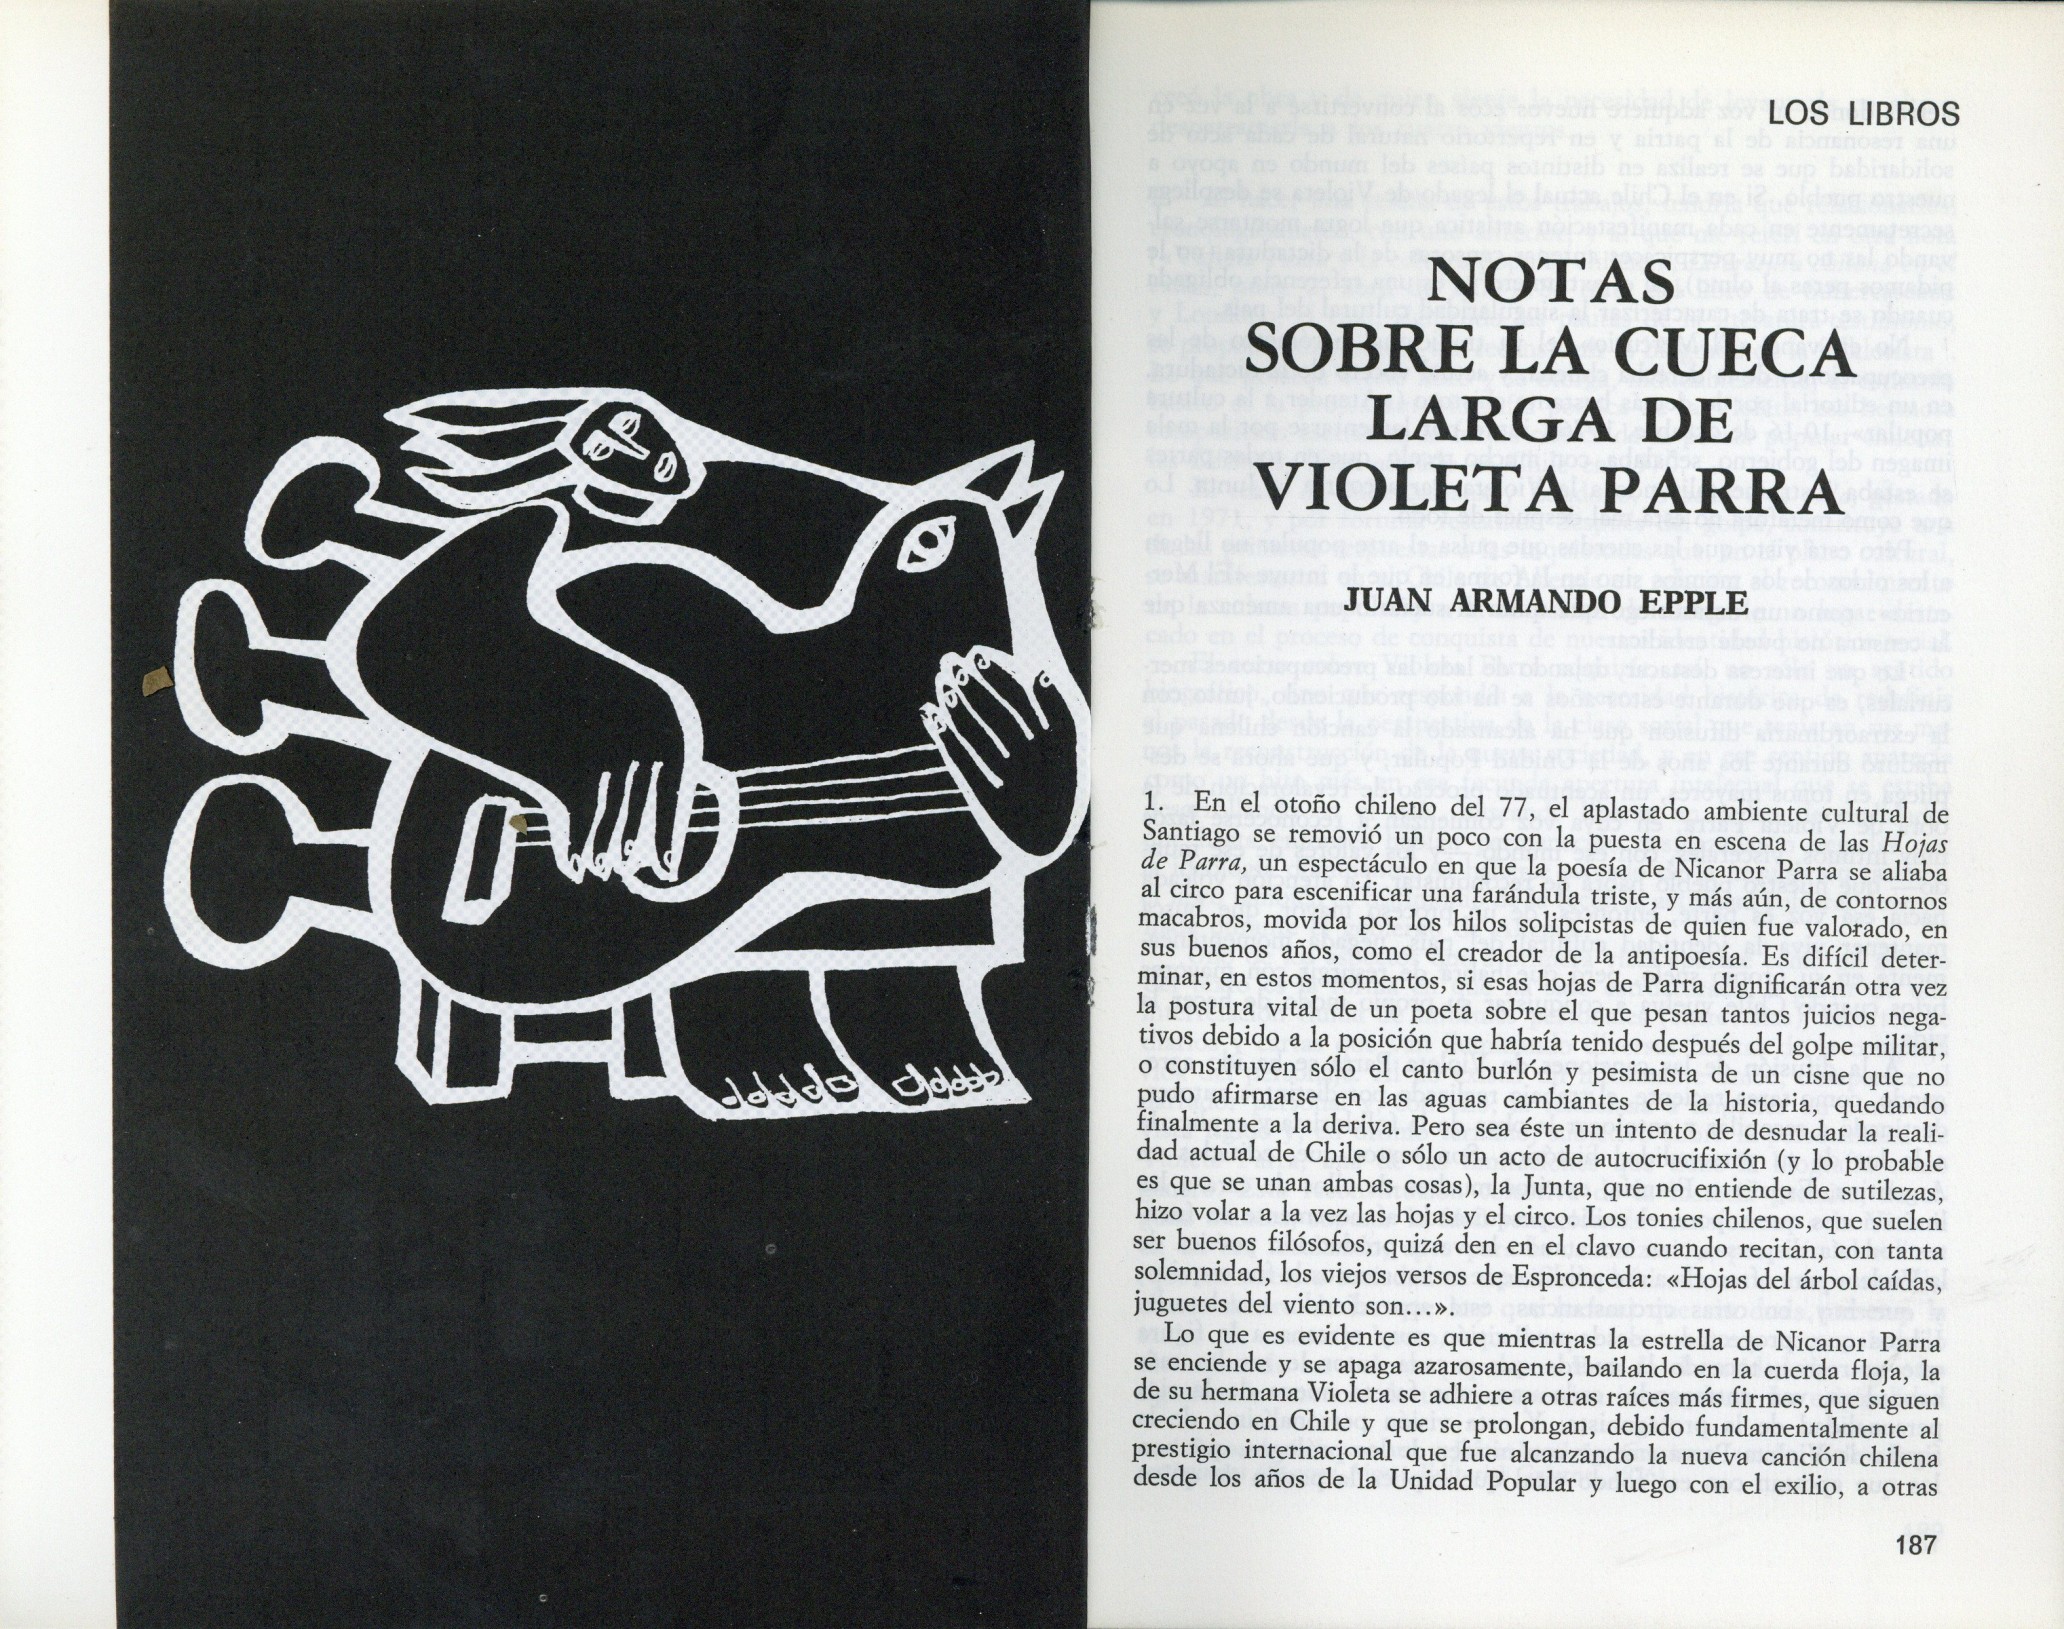 LOS LIBROS
NOTAS
SOBRE LA CUECA
LARGA DE
VIOLETA PARRA
JUAN ARMANDO EPPLE
1. En el otoño chileno del 77, el aplastado ambiente cultural de
Santiago se removió un poco con la puesta en escena de las Hojas
de Parra, un espectáculo en que la poesía de Nicanor Parra se aliaba
al circo para escenificar una farándula triste, y más aún, de contornos
macabros, movida por los hilos solipcistas de quien fue valorado, en
sus buenos años, como el creador de la antipoesía. Es difícil deter-
minar, en estos momentos, si esas hojas de Parra dignificarán otra vez
la postura vital de un poeta sobre el que pesan tantos juicios nega-
tivos debido a la posición que habría tenido después del golpe militar,
o constituyen sólo el canto burlón y pesimista de un cisne que no
pudo afirmarse en las aguas cambiantes de la historia, quedando
finalmente a la deriva. Pero sea éste un intento de desnudar la reali-
dad actual de Chile o sólo un acto de autocrucifixión (y lo probable
es que se unan ambas cosas), la Junta, que no entiende de sutilezas,
hizo volar a la vez las hojas y el circo. Los tonies chilenos, que suelen
ser buenos filósofos, quizá den en el clavo cuando recitan, con tanta
solemnidad, los viejos versos de Espronceda: «Hojas del árbol caídas,
juguetes del viento son...».
Lo que es evidente es que mientras la estrella de Nicanor Parra
se enciende y se apaga azarosamente, bailando en la cuerda floja, la
de su hermana Violeta se adhiere a otras raíces más firmes, que siguen
creciendo en Chile y que se prolongan, debido fundamentalmente al
prestigio internacional que fue alcanzando la nueva canción chilena
desde los años de la Unidad Popular y luego con el exilio, a otras
187